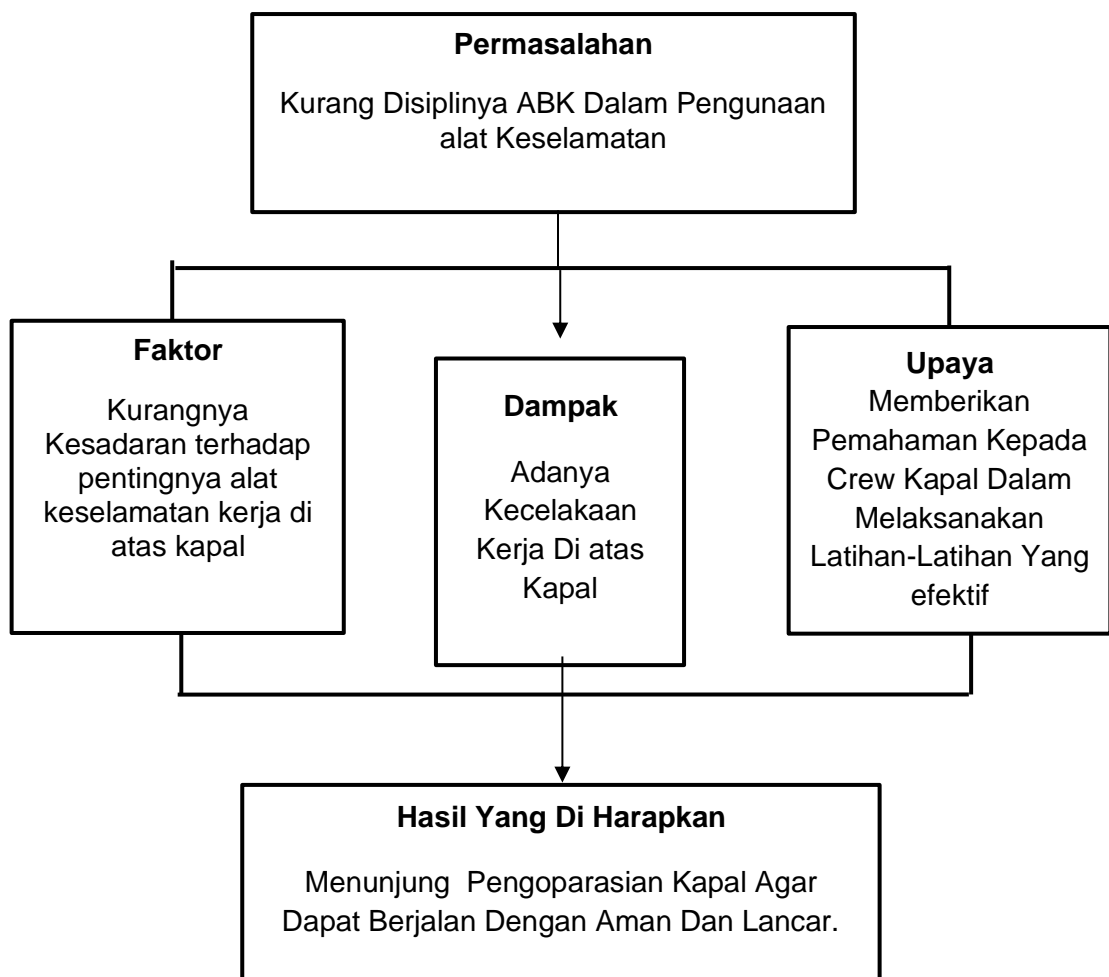 Permasalahan
Kurang Disiplinya ABK Dalam Pengunaan
alat Keselamatan
Faktor
Kurangnya
Kesadaran terhadap
pentingnya alat
keselamatan kerja di
atas kapal
Dampak
Adanya
Kecelakaan
Kerja Di atas
Kapal
Upaya
Memberikan
Pemahaman Kepada
Crew Kapal Dalam
Melaksanakan
Latihan-Latihan Yang
efektif
Hasil Yang Di Harapkan
Menunjung Pengoparasian Kapal Agar
Dapat Berjalan Dengan Aman Dan Lancar.